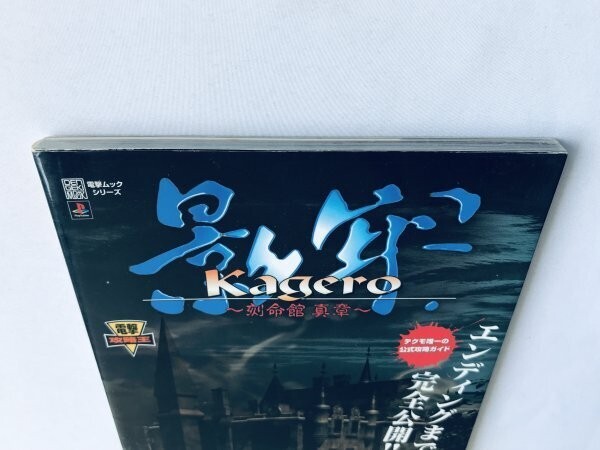 電撃ムック
シリーズ
PlayStation
影牢
Kagero
～刻命館 真章～
電撃
攻略王
テクモ唯一の
公式攻略ガイド
エンディングまで
完全公開!!